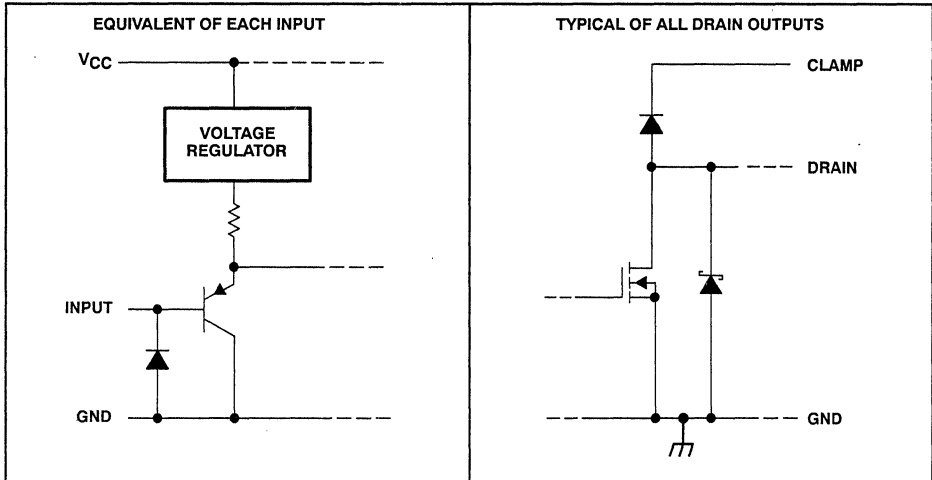 EQUIVALENT OF EACH INPUT
VCC
VOLTAGE
REGULATOR
INPUT
GND
TYPICAL OF ALL DRAIN OUTPUTS
CLAMP
DRAIN
GND